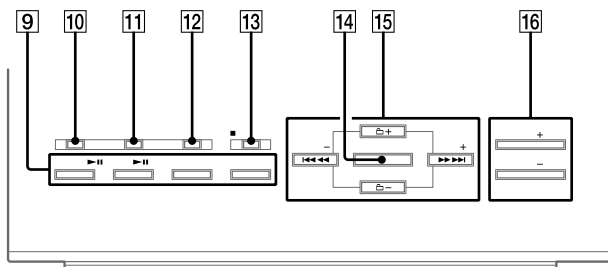 9 10 11 12 13 14 15 16
■
+
− + +
►II ►II I◄◄ ◄◄ ►► ►►I
−
−